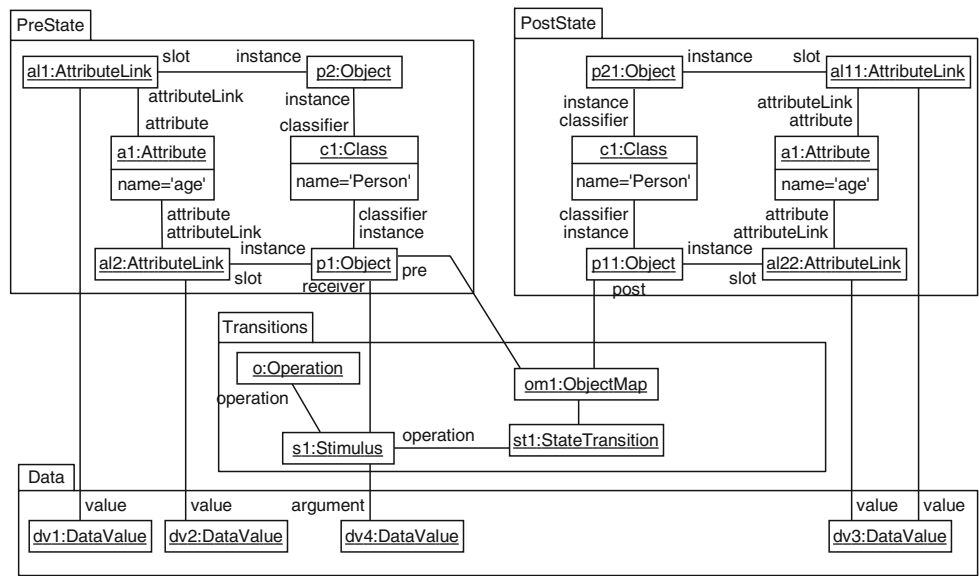 PreState
PostState
slot
instance
instance
slot
al1:AttributeLink
p2:Object
p21:Object
al11:AttributeLink
attributeLink
instance
instance
attributeLink
attribute
classifier
classifier
attribute
a1:Attribute
c1:Class
c1:Class
a1:Attribute
name='age'
name='Person'
name='Person'
name='age'
attribute
classifier
classifier
attribute
attributeLink
instance
instance
attributeLink
instance
instance
al2:AttributeLink
p1:Object
pre
p11:Object
al22:AttributeLink
slot
receiver
post
slot
Transitions
o:Operation
om1:ObjectMap
operation
operation
s1:Stimulus
st1:StateTransition
Data
value
value
argument
value
value
dv1:DataValue
dv2:DataValue
dv4:DataValue
dv3:DataValue